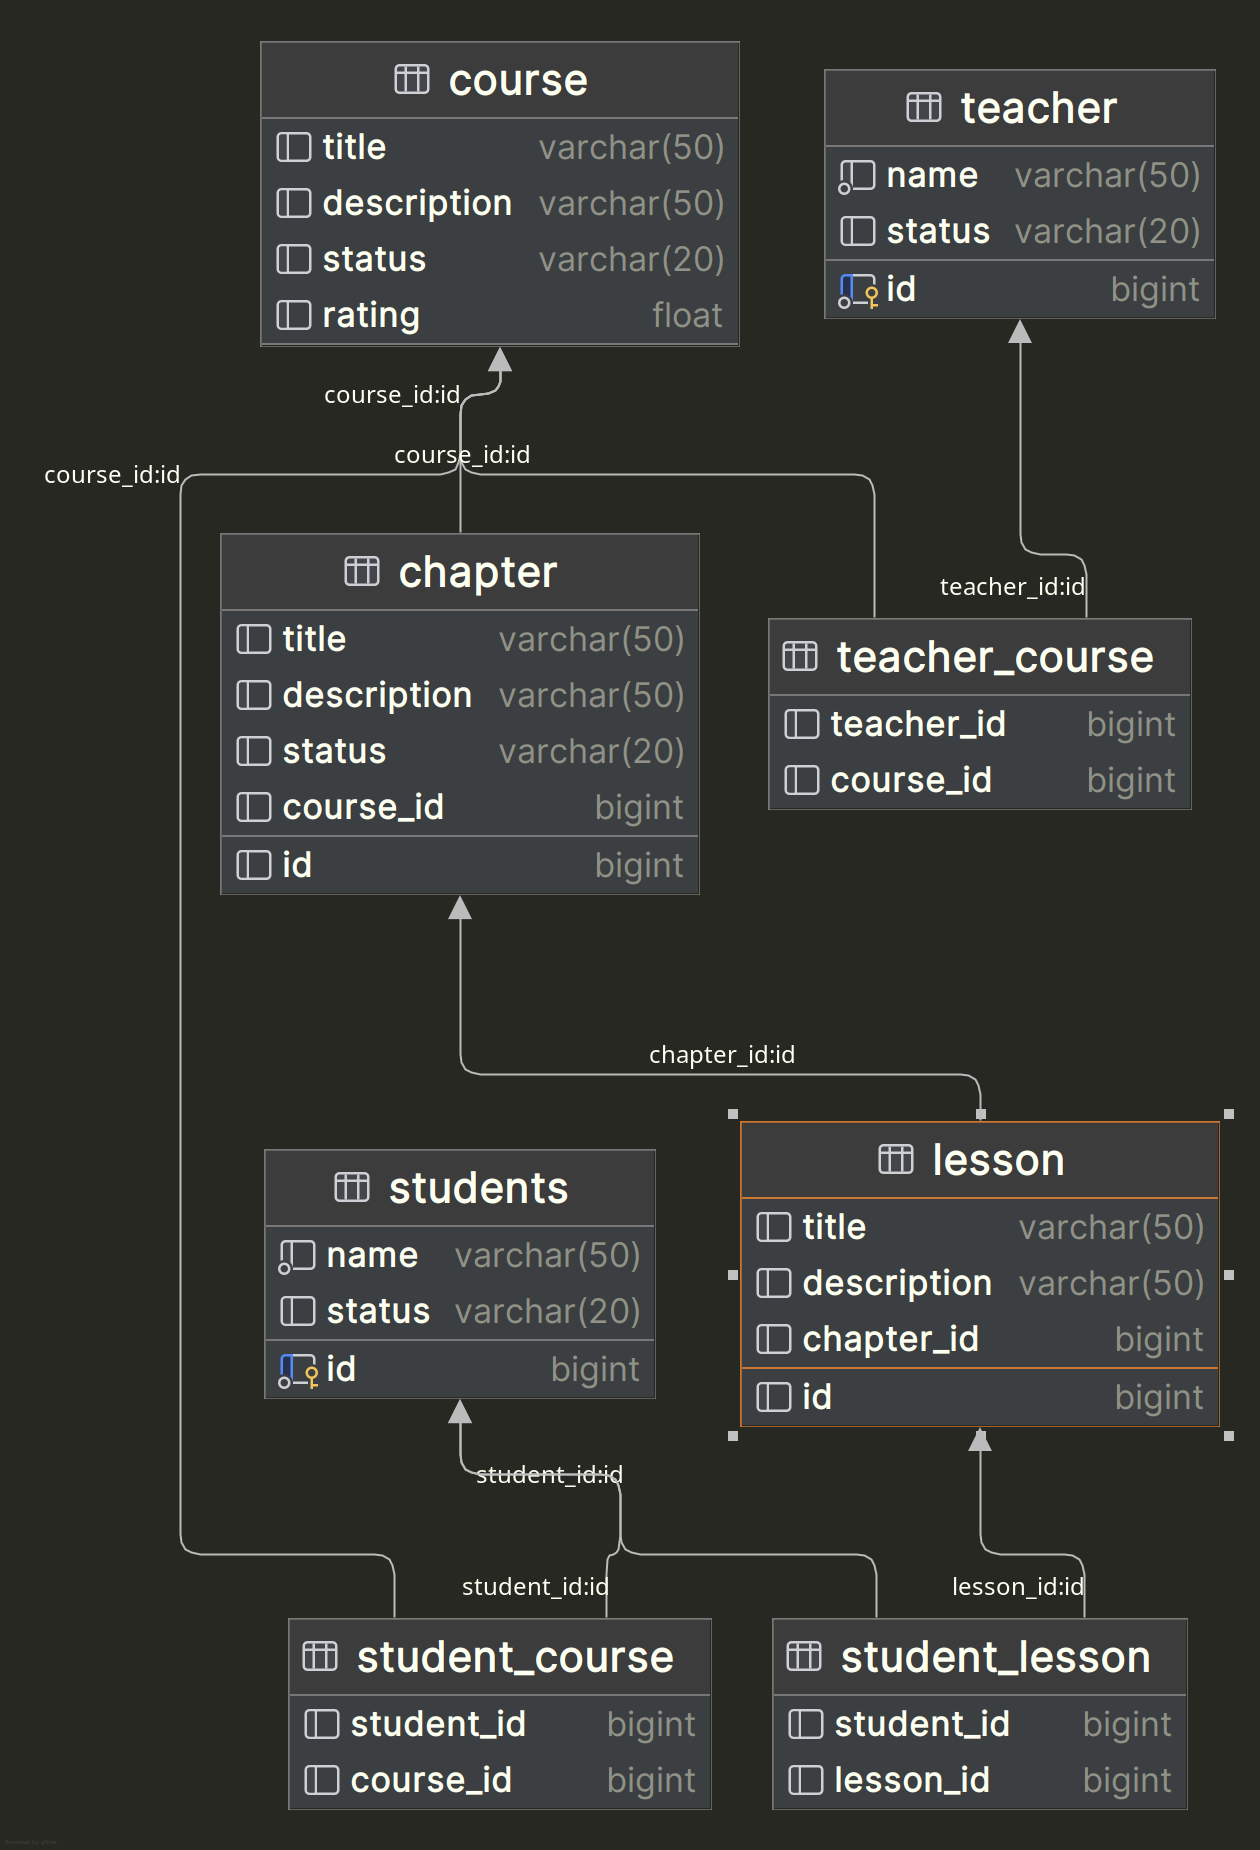 course
title varchar(50)
description varchar(50)
status varchar(20)
rating float
teacher
name varchar(50)
status varchar(20)
id bigint
course_id:id
course_id:id
course_id:id
teacher_id:id
chapter
title varchar(50)
description varchar(50)
status varchar(20)
course_id bigint
id bigint
teacher_course
teacher_id bigint
course_id bigint
chapter_id:id
students
name varchar(50)
status varchar(20)
id bigint
lesson
title varchar(50)
description varchar(50)
chapter_id bigint
id bigint
student_id:id
student_id:id
lesson_id:id
student_course
student_id bigint
course_id bigint
student_lesson
student_id bigint
lesson_id bigint